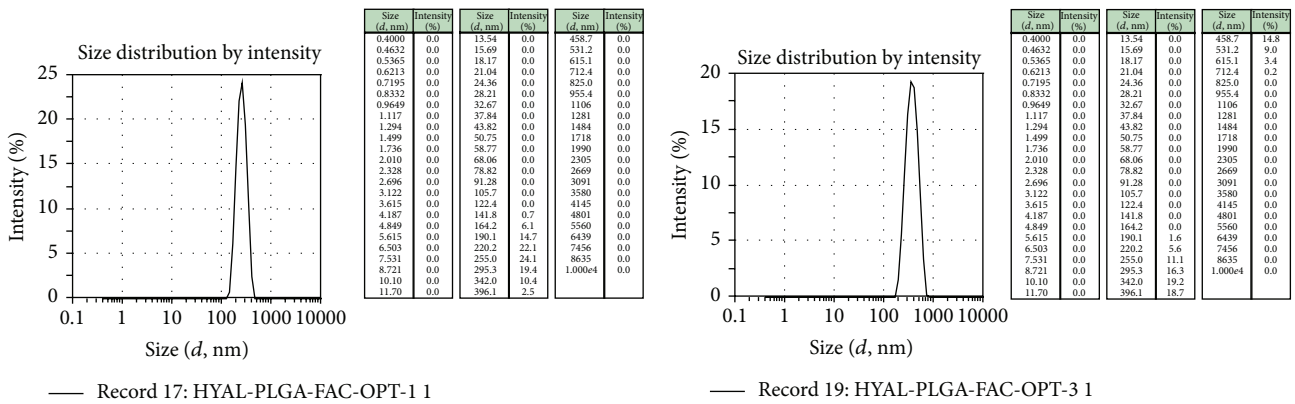 Size distribution by intensity
25
20
15
10
5
0
Intensity (%)
0.1 1 10 100 1000 10000
Size (d, nm)
Record 17: HYAL-PLGA-FAC-OPT-1 1
Size (d, nm) Intensity (%) Size (d, nm) Intensity (%) Size (d, nm) Intensity (%)
0.4000 0.0 13.54 0.0 458.7 0.0
0.4632 0.0 15.69 0.0 531.2 0.0
0.5365 0.0 18.17 0.0 615.1 0.0
0.6213 0.0 21.04 0.0 712.4 0.0
0.7195 0.0 24.36 0.0 825.0 0.0
0.8332 0.0 28.21 0.0 955.4 0.0
0.9649 0.0 32.67 0.0 1106 0.0
1.117 0.0 37.84 0.0 1281 0.0
1.294 0.0 43.82 0.0 1484 0.0
1.499 0.0 50.75 0.0 1718 0.0
1.736 0.0 58.77 0.0 1990 0.0
2.010 0.0 68.06 0.0 2305 0.0
2.328 0.0 78.82 0.0 2669 0.0
2.696 0.0 91.28 0.0 3091 0.0
3.122 0.0 105.7 0.0 3580 0.0
3.615 0.0 122.4 0.0 4145 0.0
4.187 0.0 141.8 0.7 4801 0.0
4.849 0.0 164.2 6.1 5560 0.0
5.615 0.0 190.1 14.7 6439 0.0
6.503 0.0 220.2 22.1 7456 0.0
7.531 0.0 255.0 24.1 8635 0.0
8.721 0.0 295.3 19.4 1.000e4 0.0
10.10 0.0 342.0 10.4
11.70 0.0 396.1 2.5
Size distribution by intensity
20
15
10
5
0
Intensity (%)
0.1 1 10 100 1000 10000
Size (d, nm)
Record 19: HYAL-PLGA-FAC-OPT-3 1
Size (d, nm) Intensity (%) Size (d, nm) Intensity (%) Size (d, nm) Intensity (%)
0.4000 0.0 13.54 0.0 458.7 14.8
0.4632 0.0 15.69 0.0 531.2 9.0
0.5365 0.0 18.17 0.0 615.1 3.4
0.6213 0.0 21.04 0.0 712.4 0.2
0.7195 0.0 24.36 0.0 825.0 0.0
0.8332 0.0 28.21 0.0 955.4 0.0
0.9649 0.0 32.67 0.0 1106 0.0
1.117 0.0 37.84 0.0 1281 0.0
1.294 0.0 43.82 0.0 1484 0.0
1.499 0.0 50.75 0.0 1718 0.0
1.736 0.0 58.77 0.0 1990 0.0
2.010 0.0 68.06 0.0 2305 0.0
2.328 0.0 78.82 0.0 2669 0.0
2.696 0.0 91.28 0.0 3091 0.0
3.122 0.0 105.7 0.0 3580 0.0
3.615 0.0 122.4 0.0 4145 0.0
4.187 0.0 141.8 0.0 4801 0.0
4.849 0.0 164.2 0.0 5560 0.0
5.615 0.0 190.1 1.6 6439 0.0
6.503 0.0 220.2 5.6 7456 0.0
7.531 0.0 255.0 11.1 8635 0.0
8.721 0.0 295.3 16.3 1.000e4 0.0
10.10 0.0 342.0 19.2
11.70 0.0 396.1 18.7